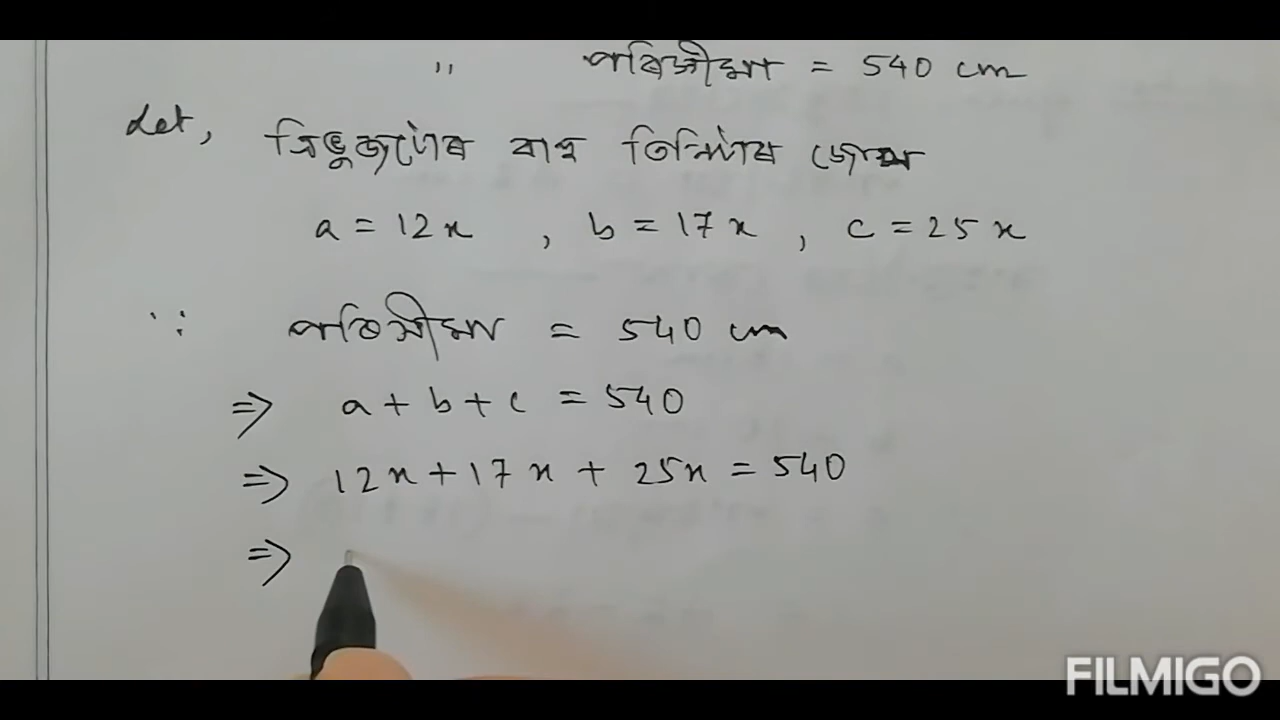 " পৰিসীমা = 540 cm
Let, ত্ৰিভূজটোৰ বাহু তিনিটাৰ জোখ
a = 12x , b = 17x , c = 25x
∵ পৰিসীমা = 540 cm
⇒ a + b + c = 540
⇒ 12x + 17x + 25x = 540
⇒
FILMIGO